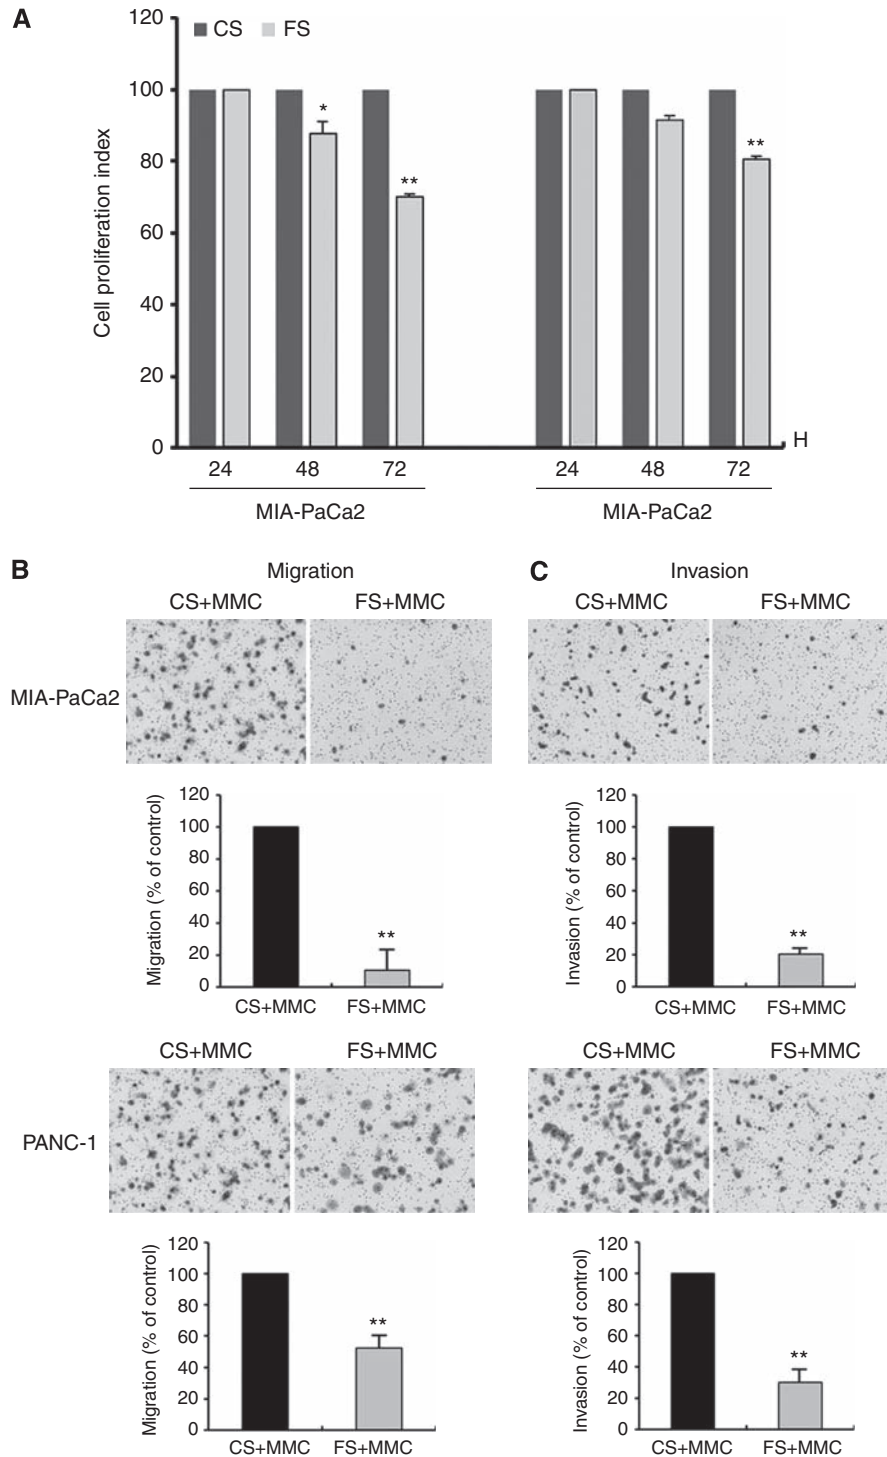 A
CS FS
Cell proliferation index
120
100
80
60
40
20
0
*
**
**
H
24 48 72 24 48 72
MIA-PaCa2 MIA-PaCa2
B Migration
CS+MMC FS+MMC
C Invasion
CS+MMC FS+MMC
MIA-PaCa2
Migration (% of control)
120
100
80
60
40
20
0
**
CS+MMC FS+MMC
Invasion (% of control)
120
100
80
60
40
20
0
**
CS+MMC FS+MMC
CS+MMC FS+MMC
CS+MMC FS+MMC
PANC-1
Migration (% of control)
120
100
80
60
40
20
0
**
CS+MMC FS+MMC
Invasion (% of control)
120
100
80
60
40
20
0
**
CS+MMC FS+MMC